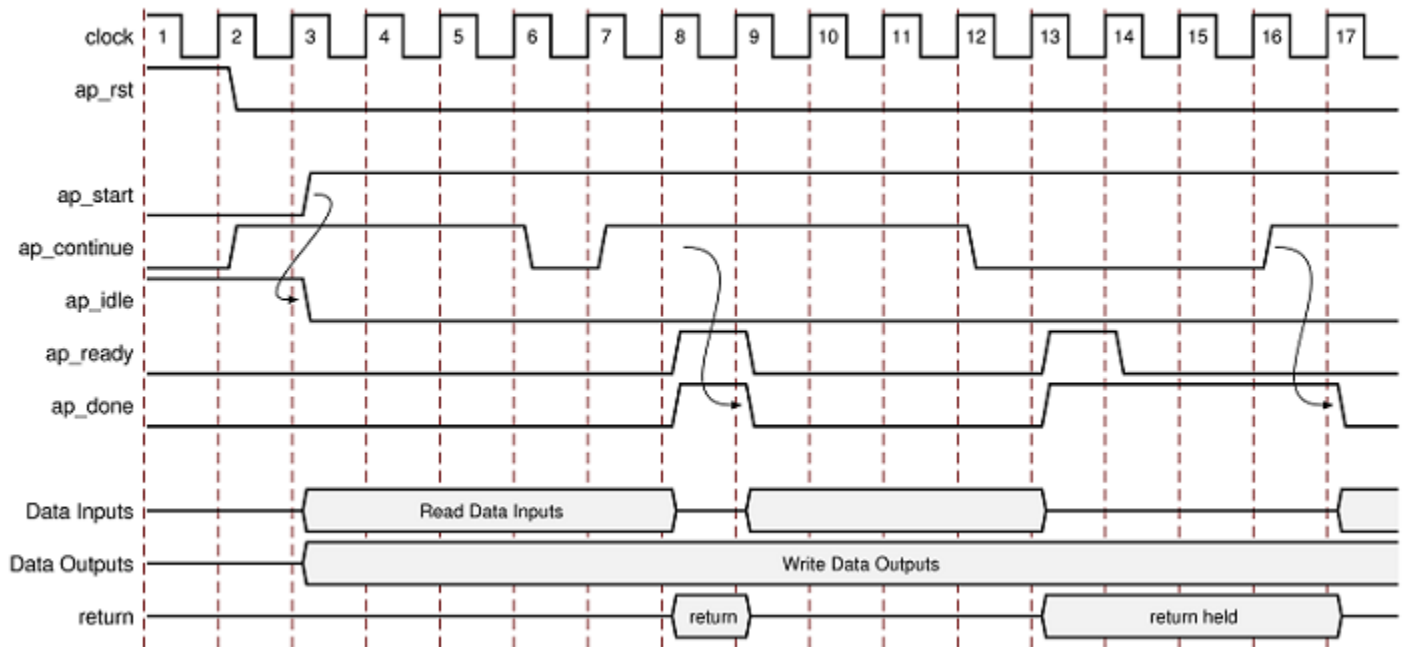 clock 1 2 3 4 5 6 7 8 9 10 11 12 13 14 15 16 17
ap_rst
ap_start
ap_continue
ap_idle
ap_ready
ap_done
Data Inputs Read Data Inputs
Data Outputs Write Data Outputs
return return return held